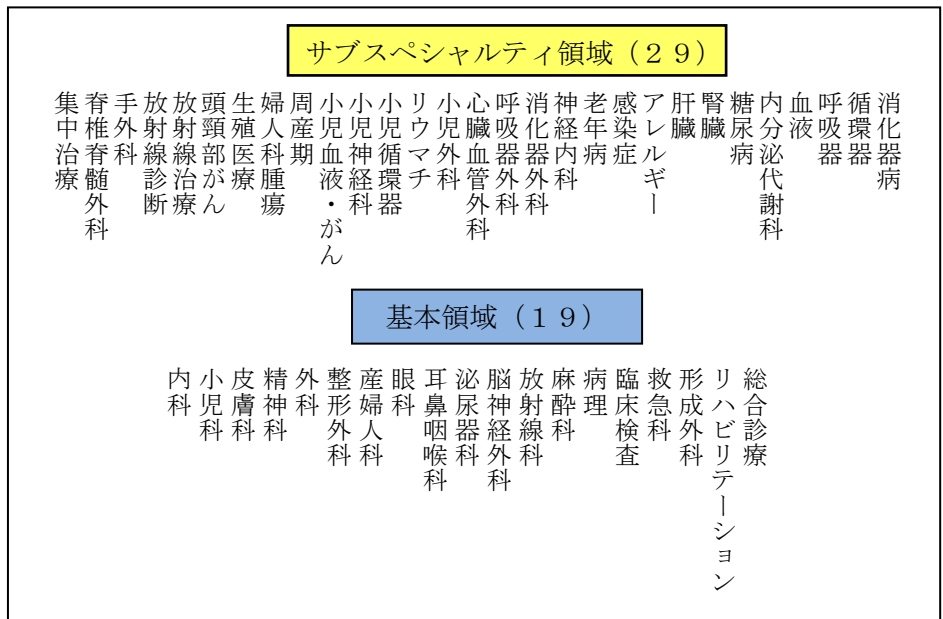 サブスペシャルティ領域(29)
消化器病
循環器
呼吸器
血液
内分泌代謝科
糖尿病
腎臓
肝臓
アレルギー
感染症
老年病
神経内科
消化器外科
呼吸器外科
心臓血管外科
小児外科
リウマチ
小児循環器
小児神経科
小児血液・がん
周産期
婦人科腫瘍
生殖医療
頭頸部がん
放射線治療
放射線診断
手外科
脊椎脊髄外科
集中治療
基本領域(19)
総合診療
リハビリテーション
形成外科
救急科
臨床検査
病理
麻酔科
放射線科
脳神経外科
泌尿器科
耳鼻咽喉科
眼科
産婦人科
整形外科
外科
精神科
皮膚科
小児科
内科